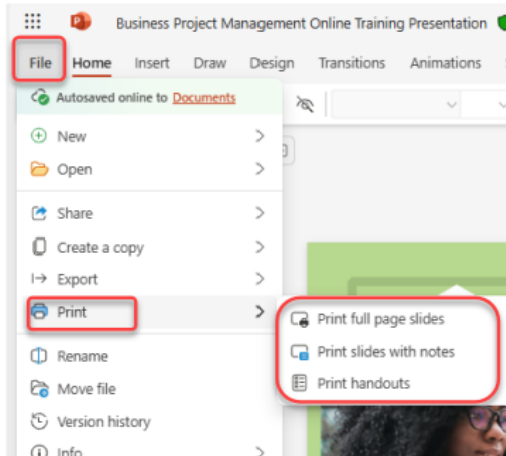 Business Project Management Online Training Presentation
File Home Insert Draw Design Transitions Animations
Autosaved online to Documents
New
Open
Share
Create a copy
Export
Print
Print full page slides
Print slides with notes
Print handouts
Rename
Move file
Version history
Info